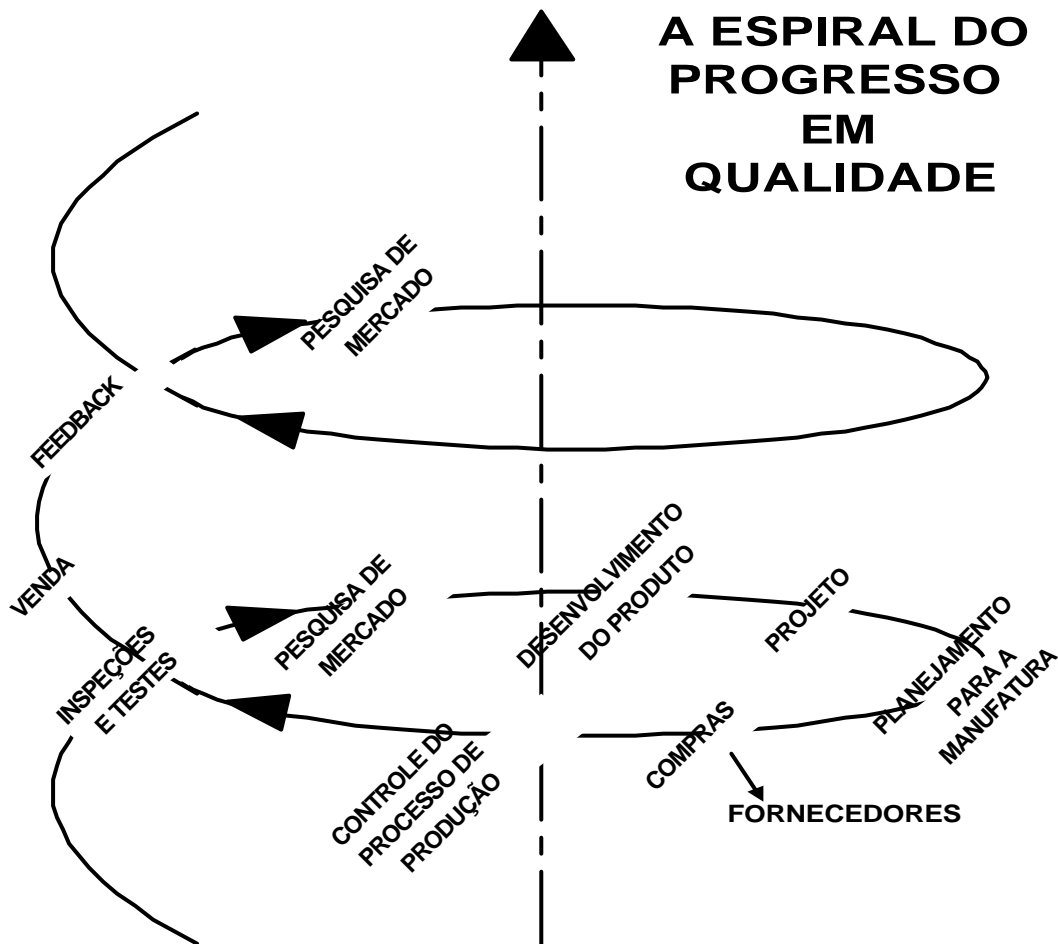 A ESPIRAL DO
PROGRESSO
EM
QUALIDADE
PESQUISA DE
MERCADO
FEEDBACK
VENDA
INSPEÇÕES
E TESTES
PESQUISA DE
MERCADO
DESENVOLVIMENTO
DO PRODUTO
PROJETO
PLANEJAMENTO
PARA A
MANUFATURA
COMPRAS
FORNECEDORES
CONTROLE DO
PROCESSO DE
PRODUÇÃO